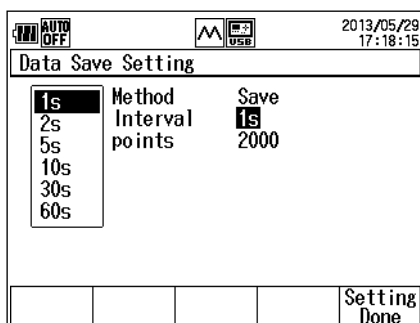 AUTO OFF
USB
2013/05/29
17:18:15
Data Save Setting
1s
2s
5s
10s
30s
60s
Method Save
Interval 1s
points 2000
Setting
Done